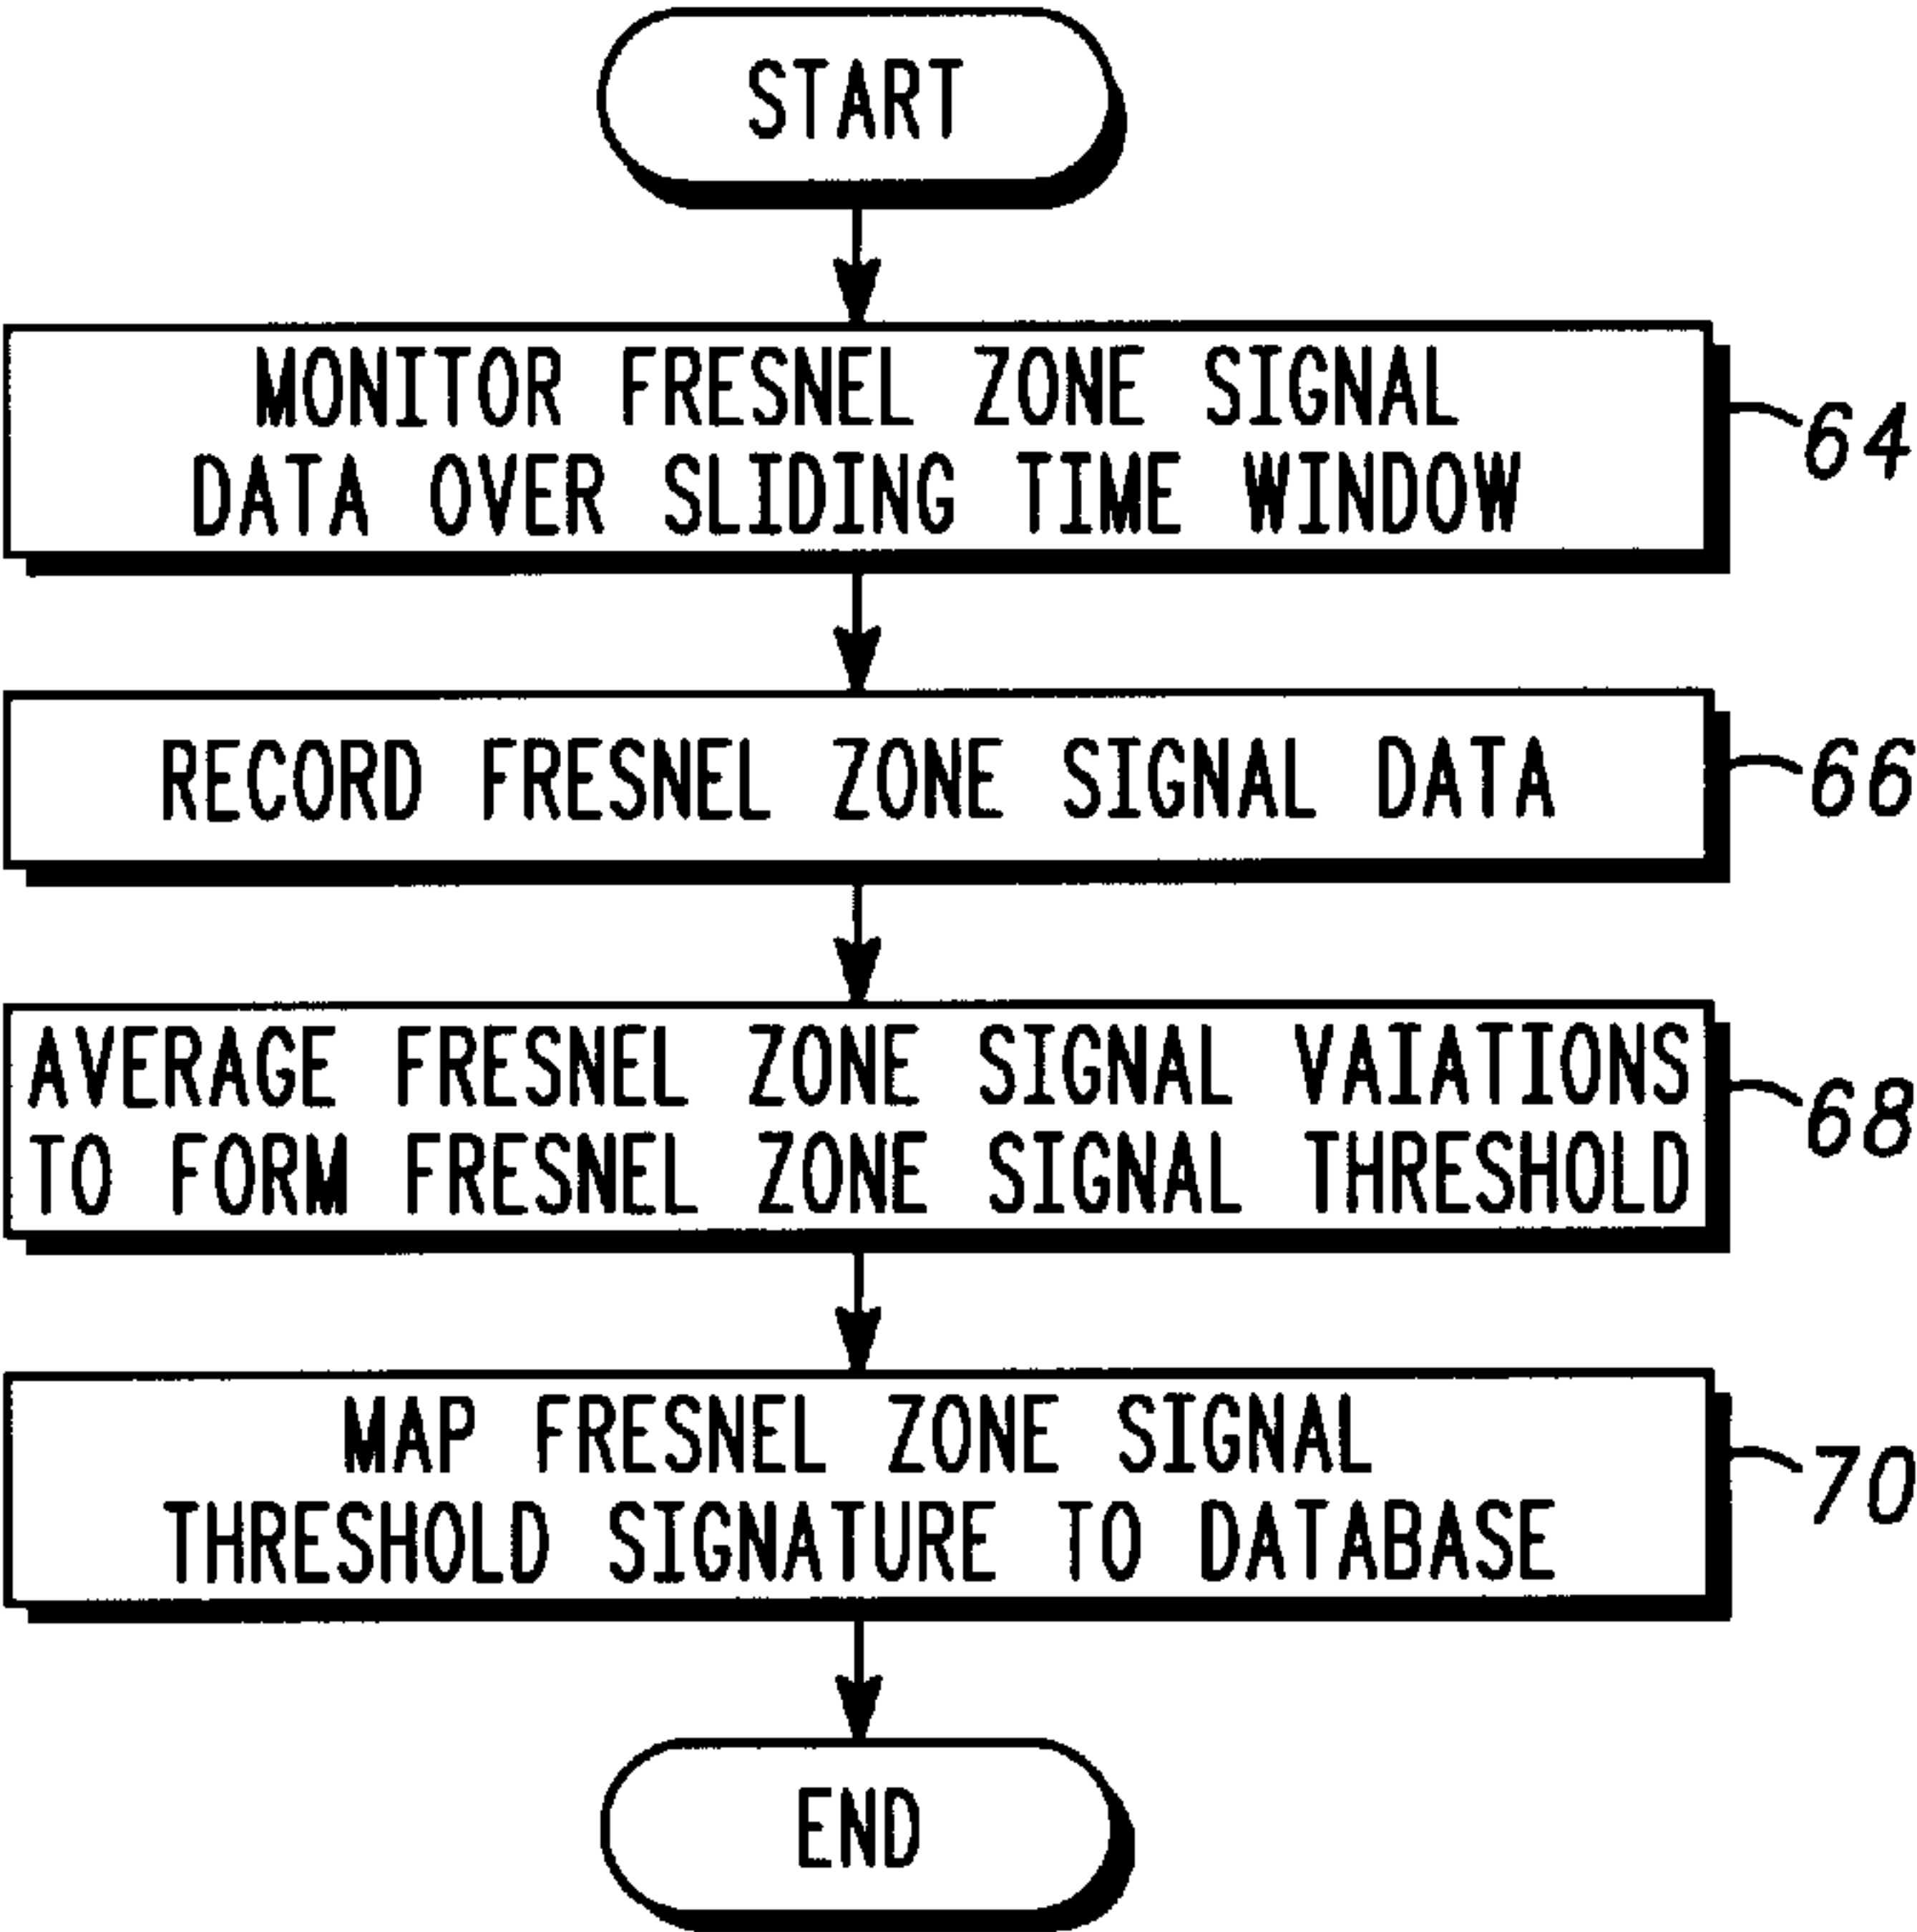 START
MONITOR FRESNEL ZONE SIGNAL
DATA OVER SLIDING TIME WINDOW
64
RECORD FRESNEL ZONE SIGNAL DATA
66
AVERAGE FRESNEL ZONE SIGNAL VAIATIONS
TO FORM FRESNEL ZONE SIGNAL THRESHOLD
68
MAP FRESNEL ZONE SIGNAL
THRESHOLD SIGNATURE TO DATABASE
70
END